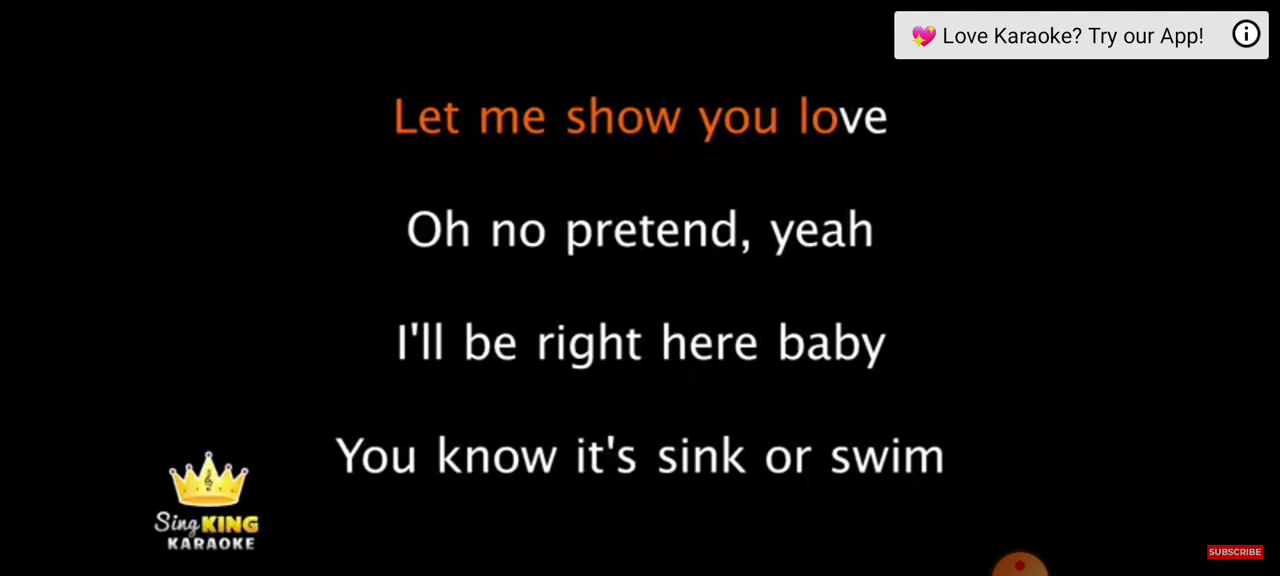 💖 Love Karaoke? Try our App!
Let me show you love
Oh no pretend, yeah
I'll be right here baby
You know it's sink or swim
Sing KING
KARAOKE
SUBSCRIBE